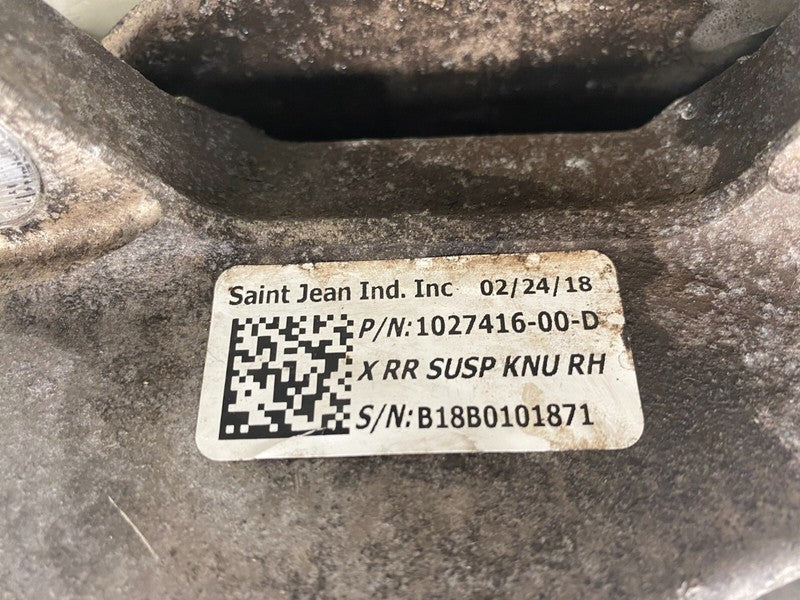 Saint Jean Ind. Inc 02/24/18
P/N:1027416-00-D
X RR SUSP KNU RH
S/N:B18B0101871